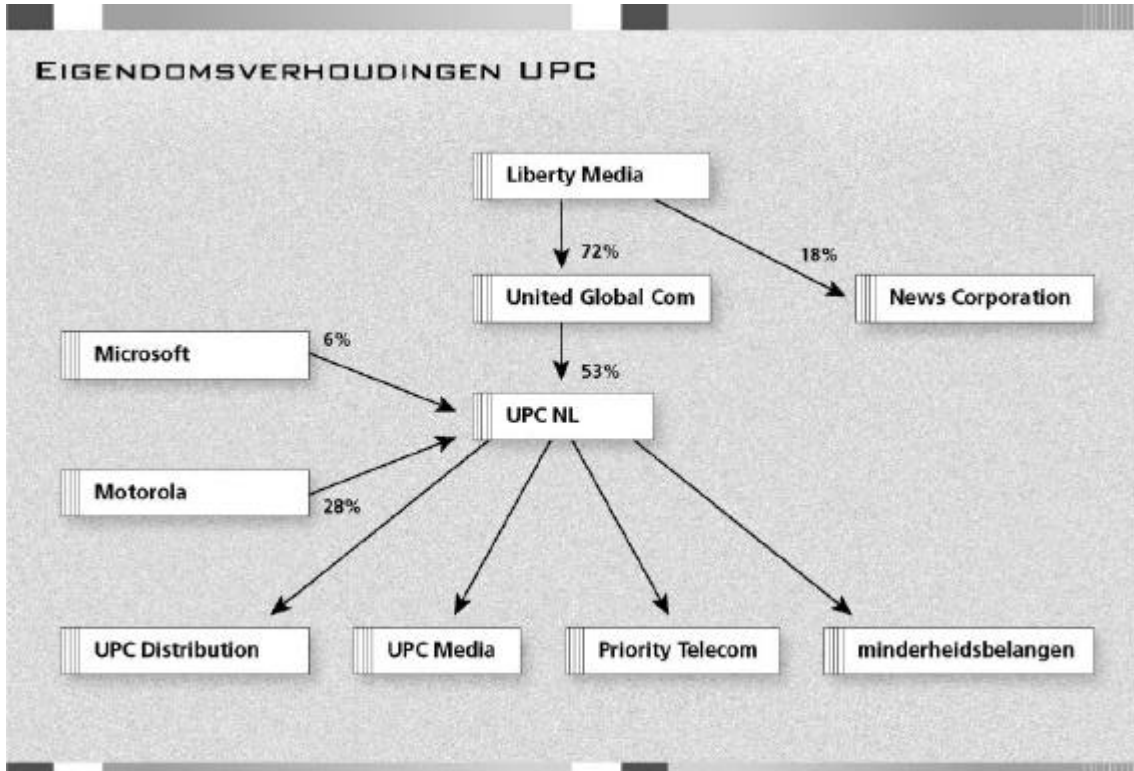 EIGENDOMSVERHOUDINGEN UPC
Liberty Media
72%
18%
United Global Com
News Corporation
6%
Microsoft
53%
UPC NL
Motorola
28%
UPC Distribution
UPC Media
Priority Telecom
minderheidsbelangen